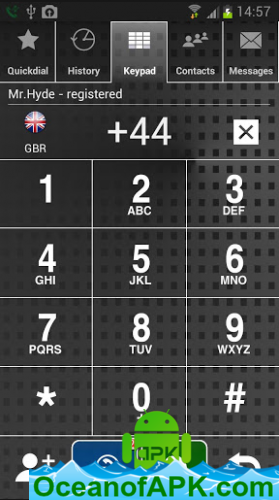 14:57
Quickdial History Keypad Contacts Messages
Mr.Hyde - registered
GBR +44
1 2 3
ABC DEF
4 5 6
GHI JKL MNO
7 8 9
PQRS TUV WXYZ
* 0 #
APK
OceanofAPK.com